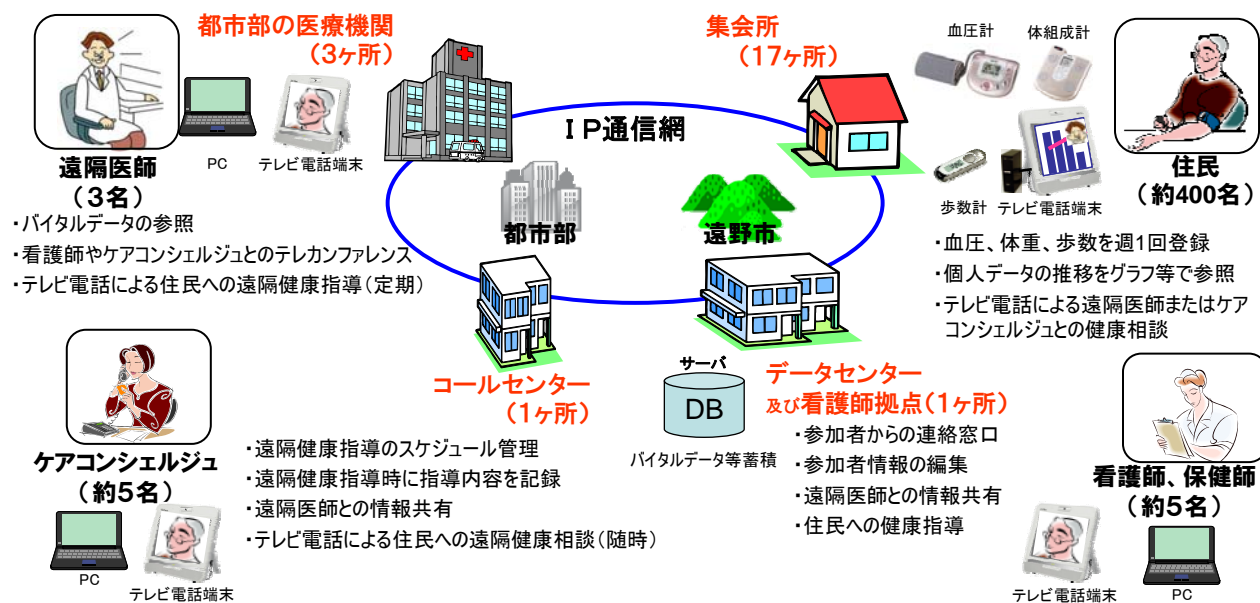 都市部の医療機関
（3ヶ所）
PC
テレビ電話端末
遠隔医師
（3名）
・バイタルデータの参照
・看護師やケアコンシェルジュとのテレカンファレンス
・テレビ電話による住民への遠隔健康指導（定期）
集会所
（17ヶ所）
血圧計
体組成計
歩数計
テレビ電話端末
住民
（約400名）
・血圧、体重、歩数を週1回登録
・個人データの推移をグラフ等で参照
・テレビ電話による遠隔医師またはケア
コンシェルジュとの健康相談
ＩＰ通信網
都市部
遠野市
コールセンター
（1ヶ所）
ケアコンシェルジュ
（約5名）
PC
テレビ電話端末
・遠隔健康指導のスケジュール管理
・遠隔健康指導時に指導内容を記録
・遠隔医師との情報共有
・テレビ電話による住民への遠隔健康相談（随時）
サーバ
DB
バイタルデータ等蓄積
データセンター
及び看護師拠点（1ヶ所）
・参加者からの連絡窓口
・参加者情報の編集
・遠隔医師との情報共有
・住民への健康指導
看護師、保健師
（約5名）
テレビ電話端末
PC